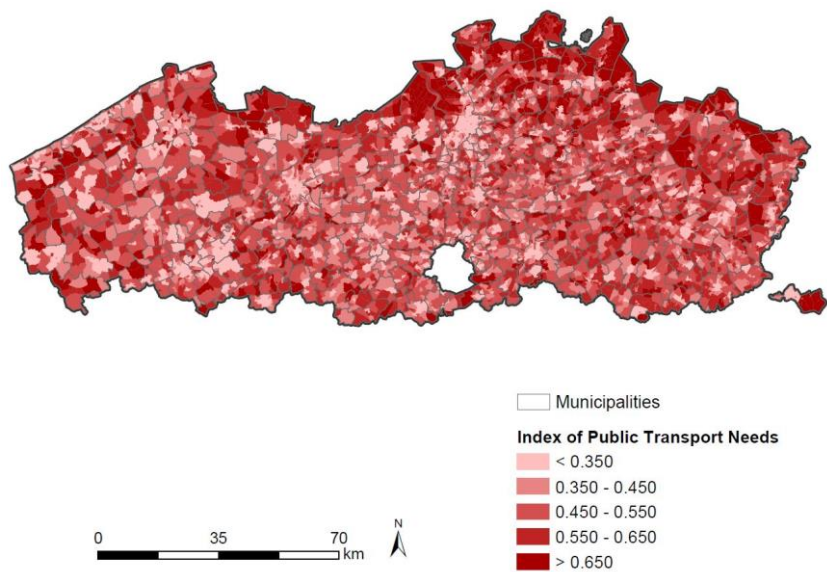 Municipalities
Index of Public Transport Needs
< 0.350
0.350 - 0.450
0.450 - 0.550
0.550 - 0.650
> 0.650
0 35 70
km
N